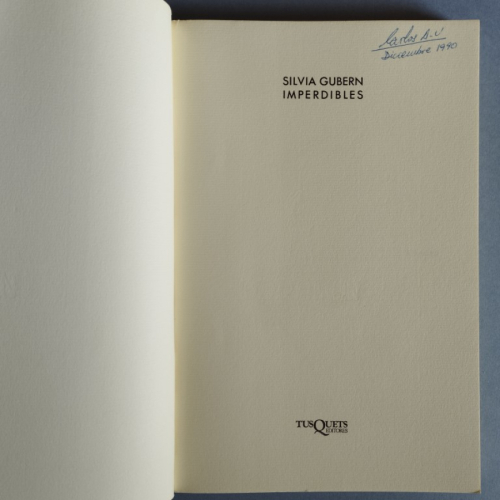 Carlos A.V
Diciembre 1990
SILVIA GUBERN
IMPERDIBLES
TUSQUETS
EDITORES